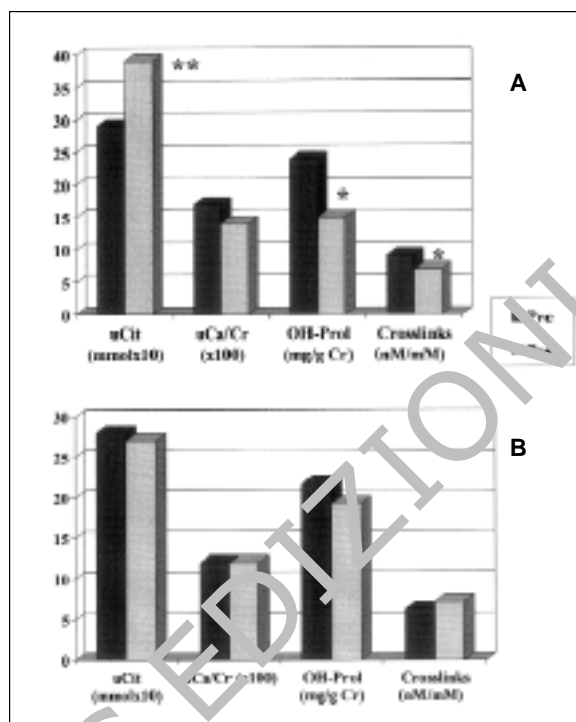 A
40
35
30
25
20
15
10
5
0
**
*
*
uCit uCa/Cr OH-Prol Crosslinks
(mmolx10) (x100) (mg/g Cr) (nM/mM)
Pre
B
30
25
20
15
10
5
0
uCit uCa/Cr (x100) OH-Prol Crosslinks
(mmolx10) (mg/g Cr) (nM/mM)
EDIZIONI